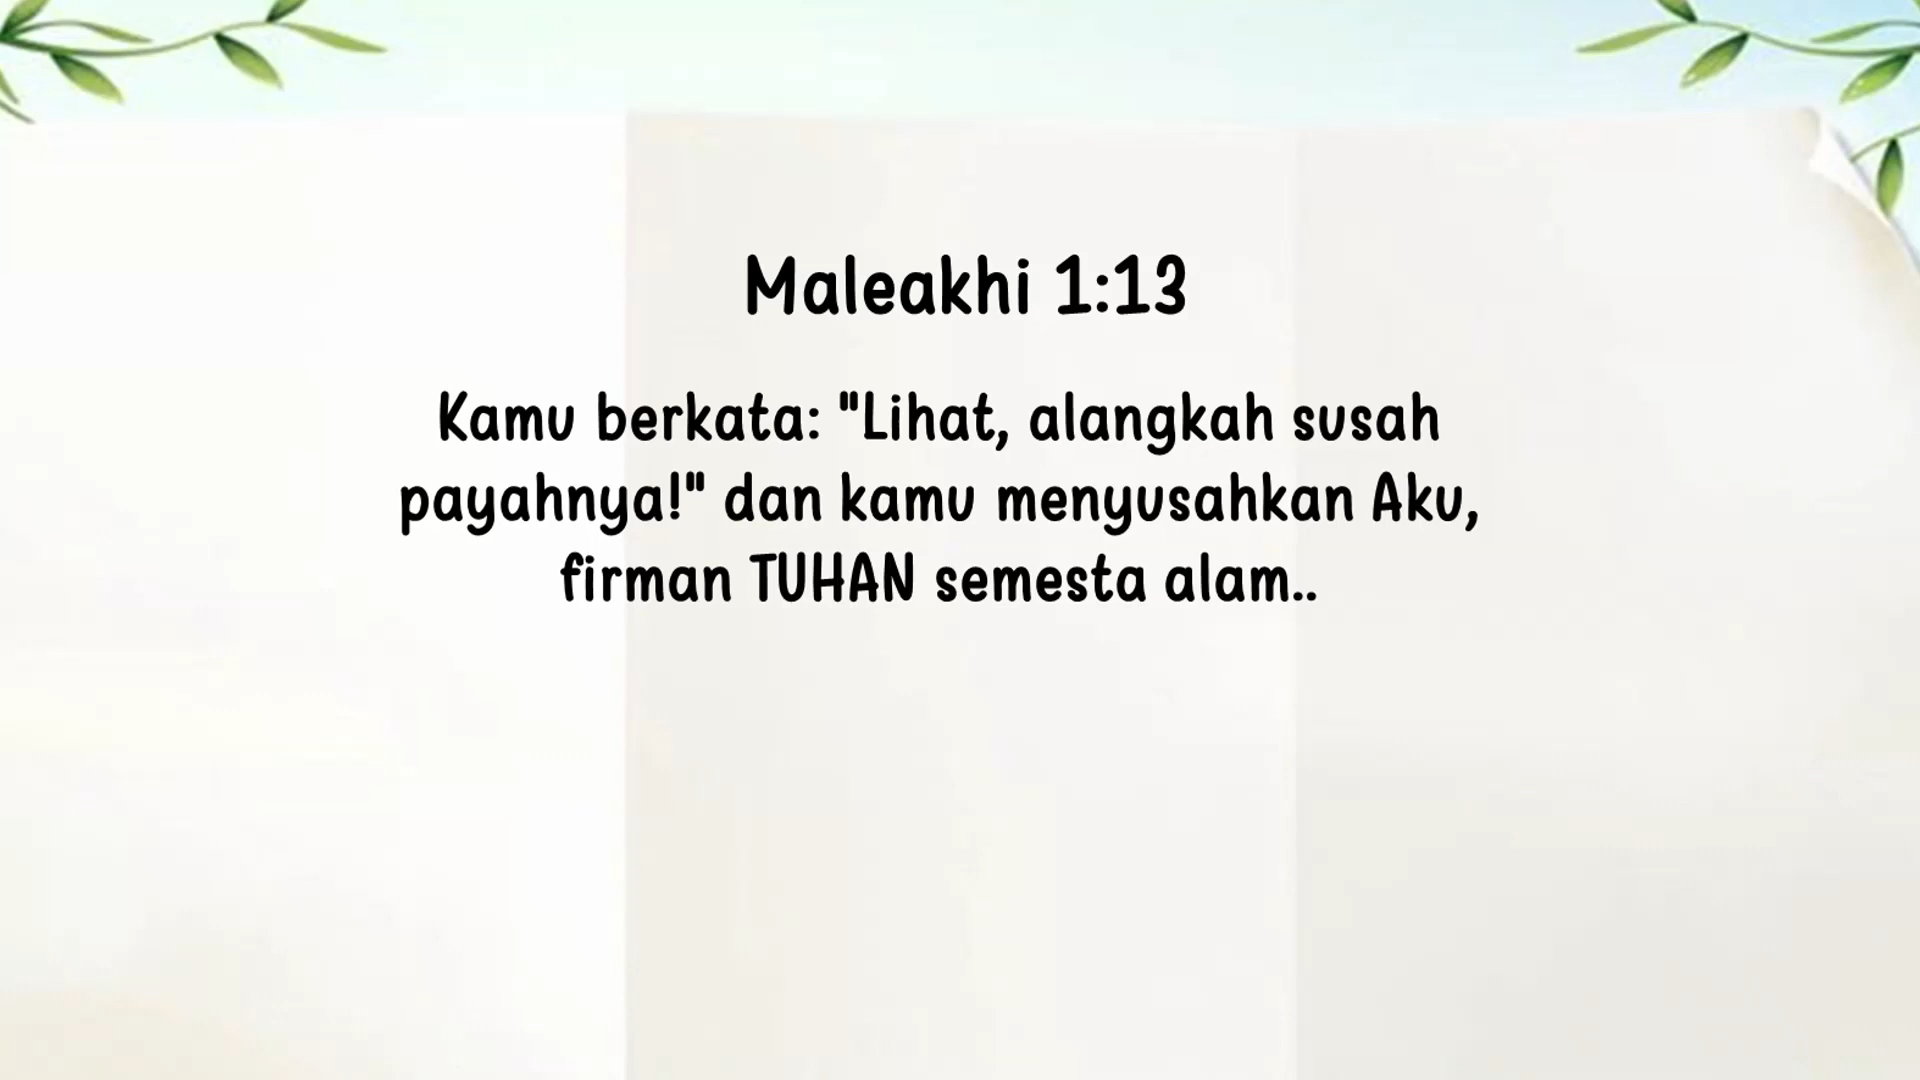 Maleakhi 1:13
Kamu berkata: "Lihat, alangkah susah
payahnya!" dan kamu menyusahkan Aku,
firman TUHAN semesta alam..